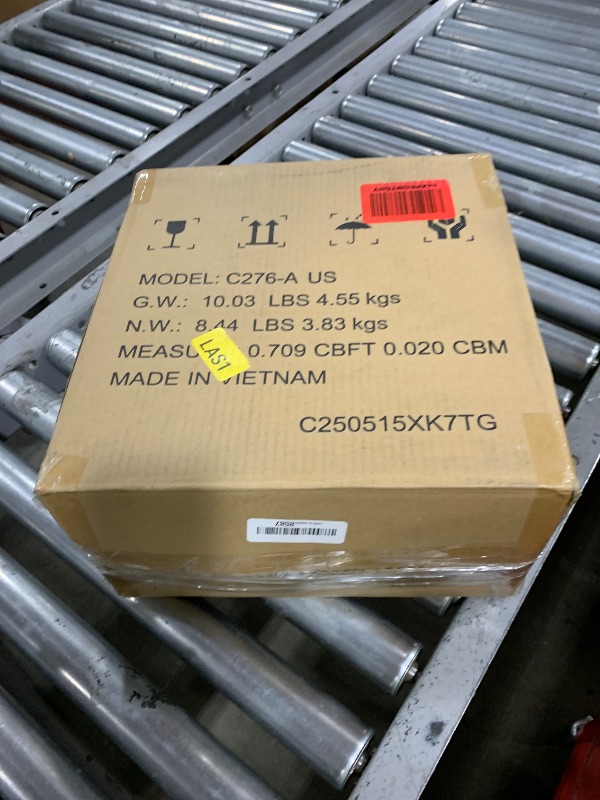 MODEL: C276-A US
G.W.: 10.03 LBS 4.55 kgs
N.W.: 8.44 LBS 3.83 kgs
LAS1
MEASU 0.709 CBFT 0.020 CBM
MADE IN VIETNAM
C250515XK7TG